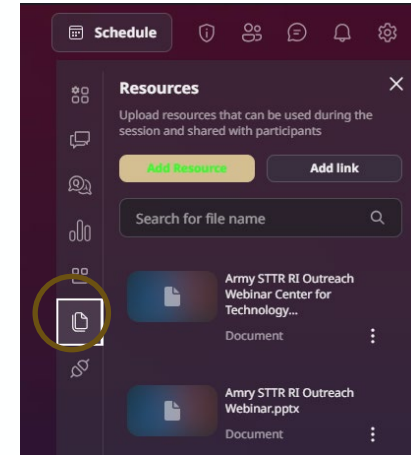 Schedule
Resources
Upload resources that can be used during the
session and shared with participants
Add Resource
Add link
Search for file name
Army STTR RI Outreach
Webinar Center for
Technology...
Document
Amry STTR RI Outreach
Webinar.pptx
Document